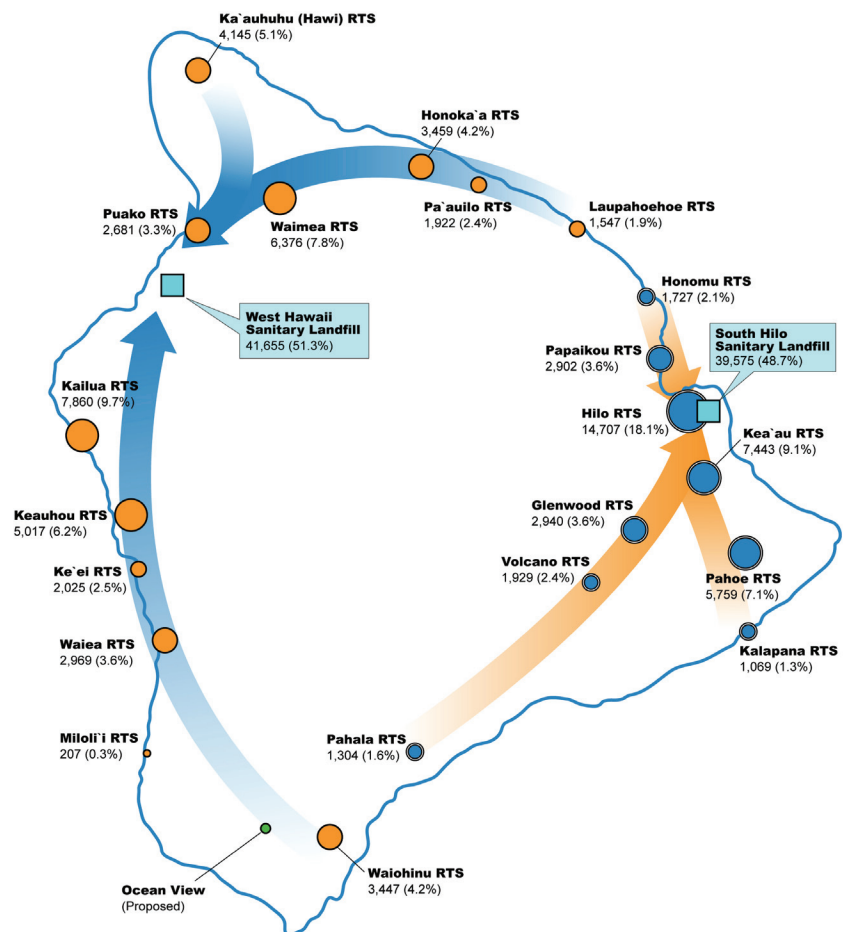 Ka`auhuhu (Hawi) RTS
4,145 (5.1%)
Honoka`a RTS
3,459 (4.2%)
Puako RTS
2,681 (3.3%)
Waimea RTS
6,376 (7.8%)
Pa`auilo RTS
1,922 (2.4%)
Laupahoehoe RTS
1,547 (1.9%)
Honomu RTS
1,727 (2.1%)
West Hawaii
Sanitary Landfill
41,655 (51.3%)
South Hilo
Sanitary Landfill
39,575 (48.7%)
Papaikou RTS
2,902 (3.6%)
Kailua RTS
7,860 (9.7%)
Hilo RTS
14,707 (18.1%)
Kea`au RTS
7,443 (9.1%)
Keauhou RTS
5,017 (6.2%)
Glenwood RTS
2,940 (3.6%)
Ke`ei RTS
2,025 (2.5%)
Volcano RTS
1,929 (2.4%)
Pahoe RTS
5,759 (7.1%)
Waiea RTS
2,969 (3.6%)
Kalapana RTS
1,069 (1.3%)
Miloli`i RTS
207 (0.3%)
Pahala RTS
1,304 (1.6%)
Waiohinu RTS
3,447 (4.2%)
Ocean View
(Proposed)